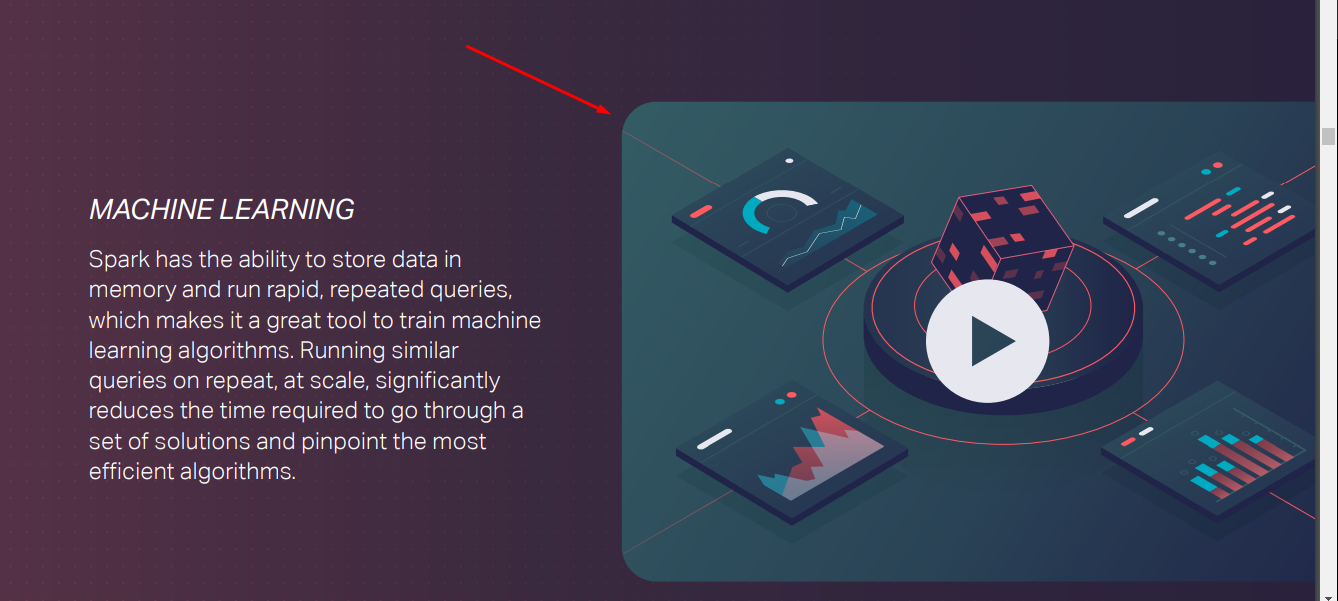 MACHINE LEARNING
Spark has the ability to store data in
memory and run rapid, repeated queries,
which makes it a great tool to train machine
learning algorithms. Running similar
queries on repeat, at scale, significantly
reduces the time required to go through a
set of solutions and pinpoint the most
efficient algorithms.